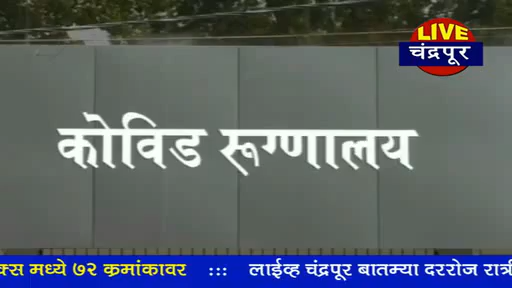 LIVE
चंद्रपूर
कोविड रूग्णालय
क्स मध्ये ७२ क्रमांकावर ::: लाईव्ह चंद्रपूर बातम्या दररोज रात्री